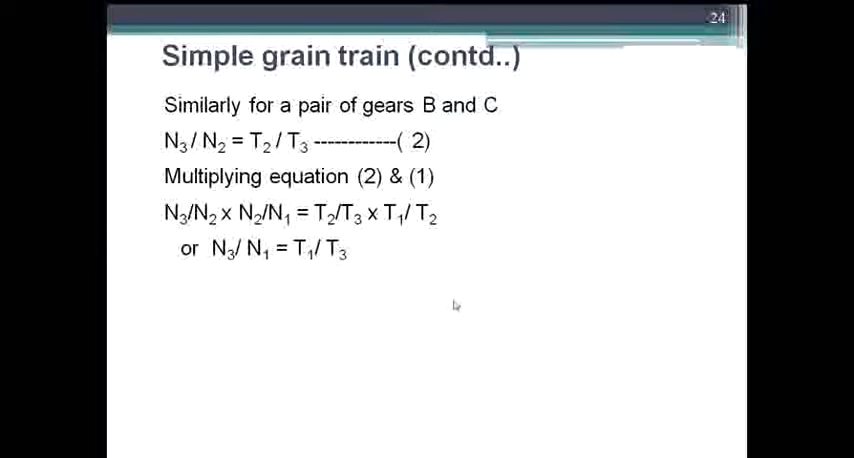 24
Simple grain train (contd..)
Similarly for a pair of gears B and C
N₃/ N₂ = T₂ / T₃ ------------( 2)
Multiplying equation (2) & (1)
N₃/N₂ x N₂/N₁ = T₂/T₃ x T₁/ T₂
or N₃/ N₁ = T₁/ T₃